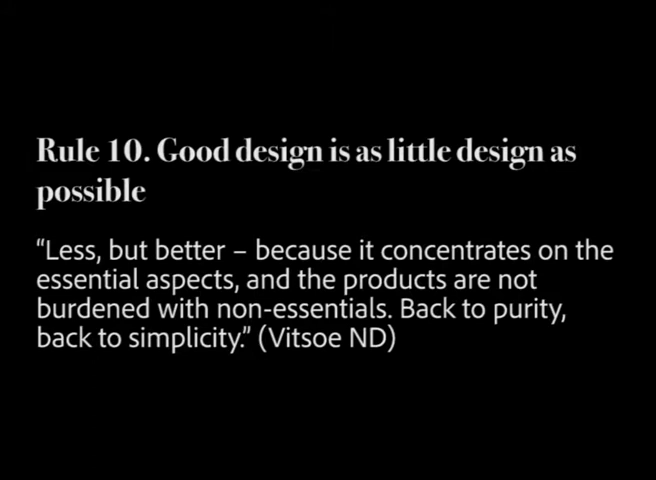 Rule 10. Good design is as little design as
possible
“Less, but better – because it concentrates on the
essential aspects, and the products are not
burdened with non-essentials. Back to purity,
back to simplicity.” (Vitsoe ND)